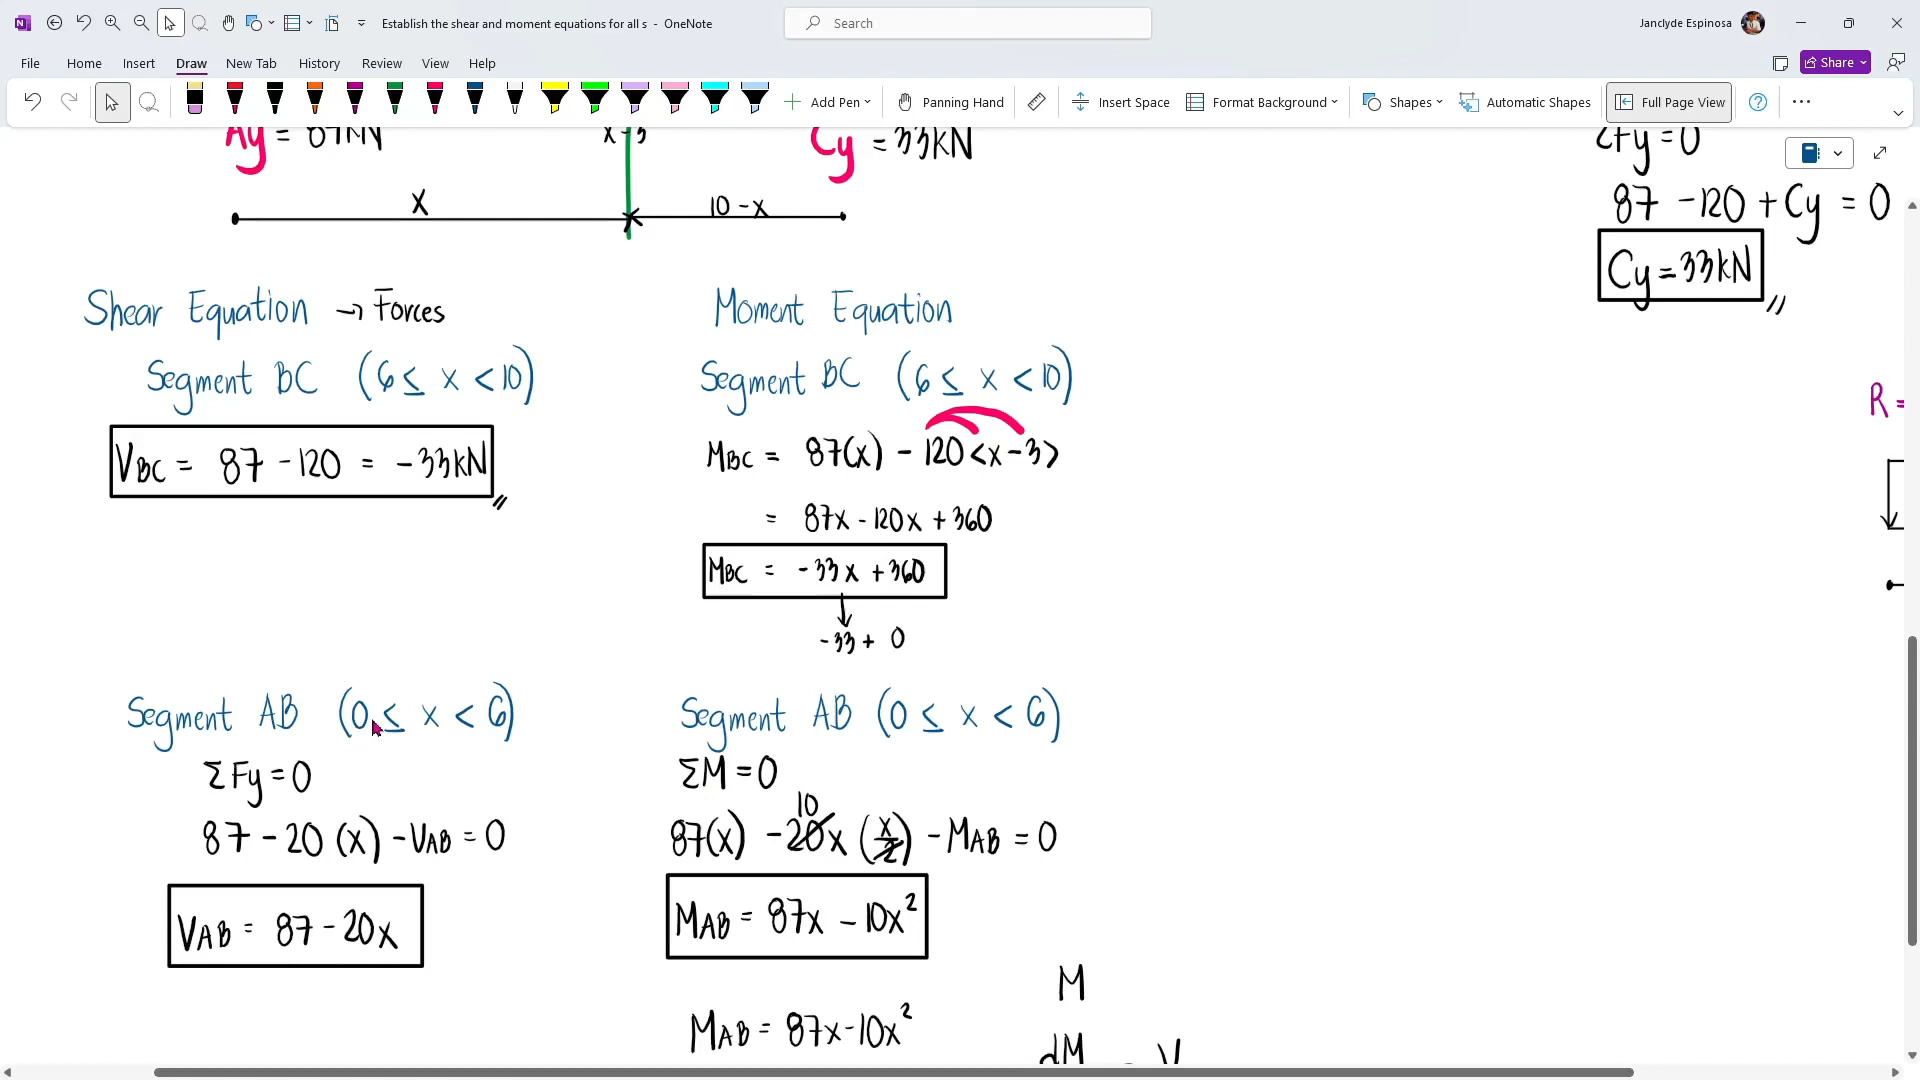 Establish the shear and moment equations for all s - OneNote
Search
Janclyde Espinosa
File Home Insert Draw New Tab History Review View Help
Share
Add Pen Panning Hand Insert Space Format Background Shapes Automatic Shapes Full Page View
Ay = 87kN
x-3
Cy = 33kN
ΣFy = 0
x
10 - x
87 - 120 + Cy = 0
Cy = 33kN
Shear Equation → Forces
Moment Equation
Segment BC (6 ≤ x < 10)
Segment BC (6 ≤ x < 10)
R =
VBC = 87 - 120 = -33kN
MBC = 87(x) - 120<x-3>
= 87x - 120x + 360
MBC = -33x + 360
-33 + 0
Segment AB (0 ≤ x < 6)
Segment AB (0 ≤ x < 6)
ΣFy = 0
ΣM = 0
10
87 - 20 (x) - VAB = 0
87(x) - 20x (x/2) - MAB = 0
VAB = 87 - 20x
MAB = 87x - 10x²
M
MAB = 87x - 10x²
dM = V